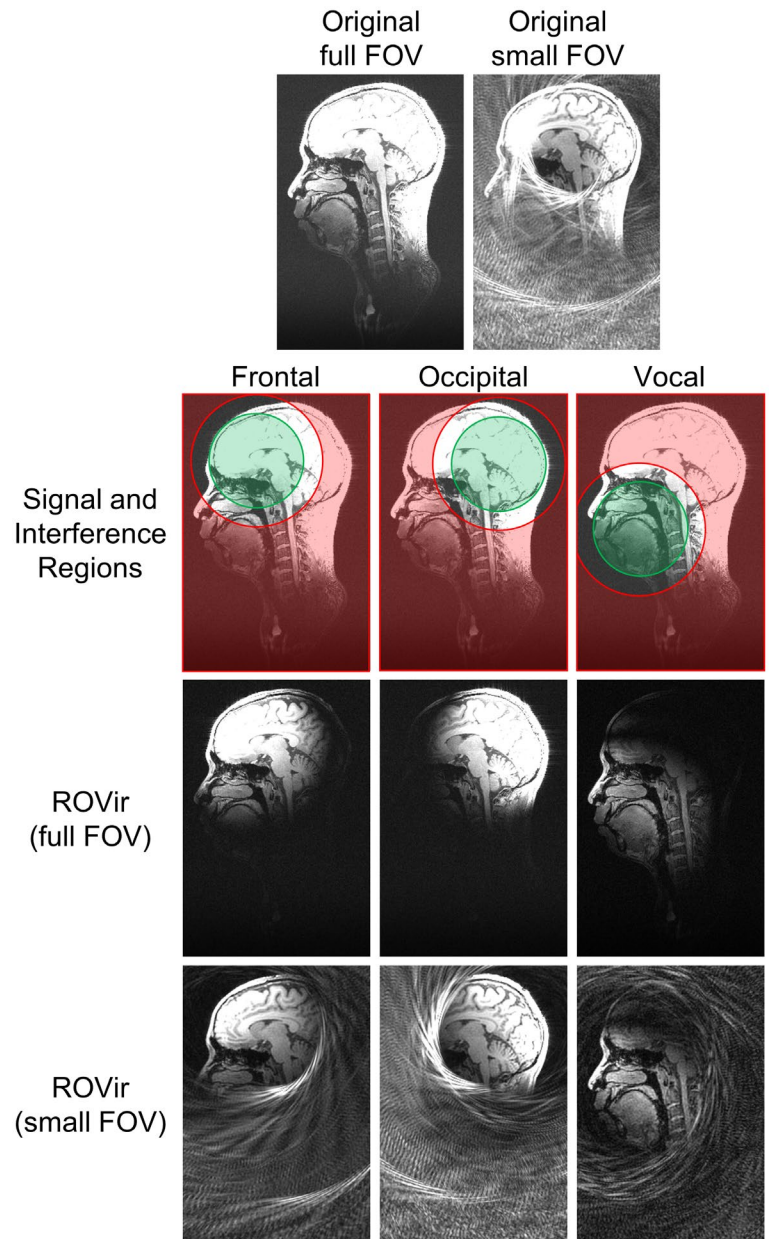 Original
full FOV
Original
small FOV
Frontal
Occipital
Vocal
Signal and
Interference
Regions
ROVir
(full FOV)
ROVir
(small FOV)